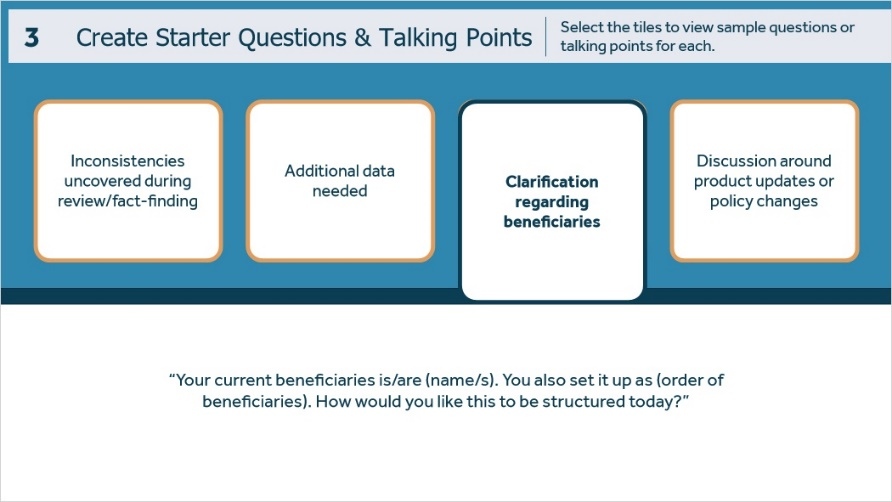 3 Create Starter Questions & Talking Points
Select the tiles to view sample questions or
talking points for each.
Inconsistencies
uncovered during
review/fact-finding
Additional data
needed
Clarification
regarding
beneficiaries
Discussion around
product updates or
policy changes
“Your current beneficiaries is/are (name/s). You also set it up as (order of
beneficiaries). How would you like this to be structured today?”